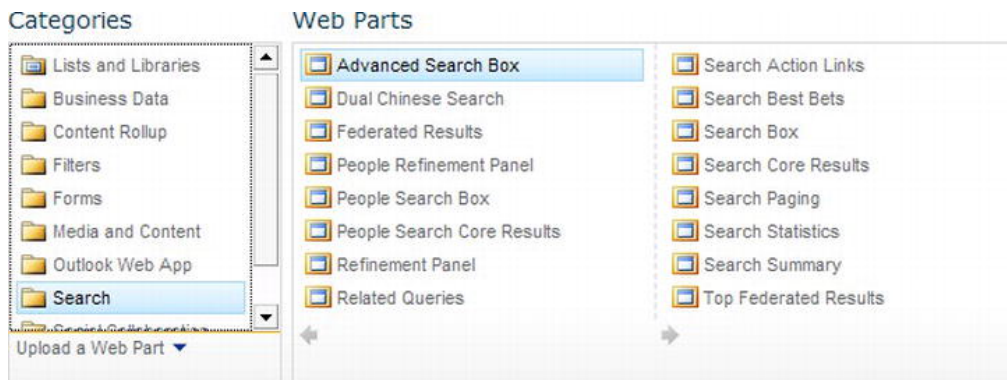 Categories
Lists and Libraries
Business Data
Content Rollup
Filters
Forms
Media and Content
Outlook Web App
Search
Upload a Web Part
Web Parts
Advanced Search Box
Dual Chinese Search
Federated Results
People Refinement Panel
People Search Box
People Search Core Results
Refinement Panel
Related Queries
Search Action Links
Search Best Bets
Search Box
Search Core Results
Search Paging
Search Statistics
Search Summary
Top Federated Results